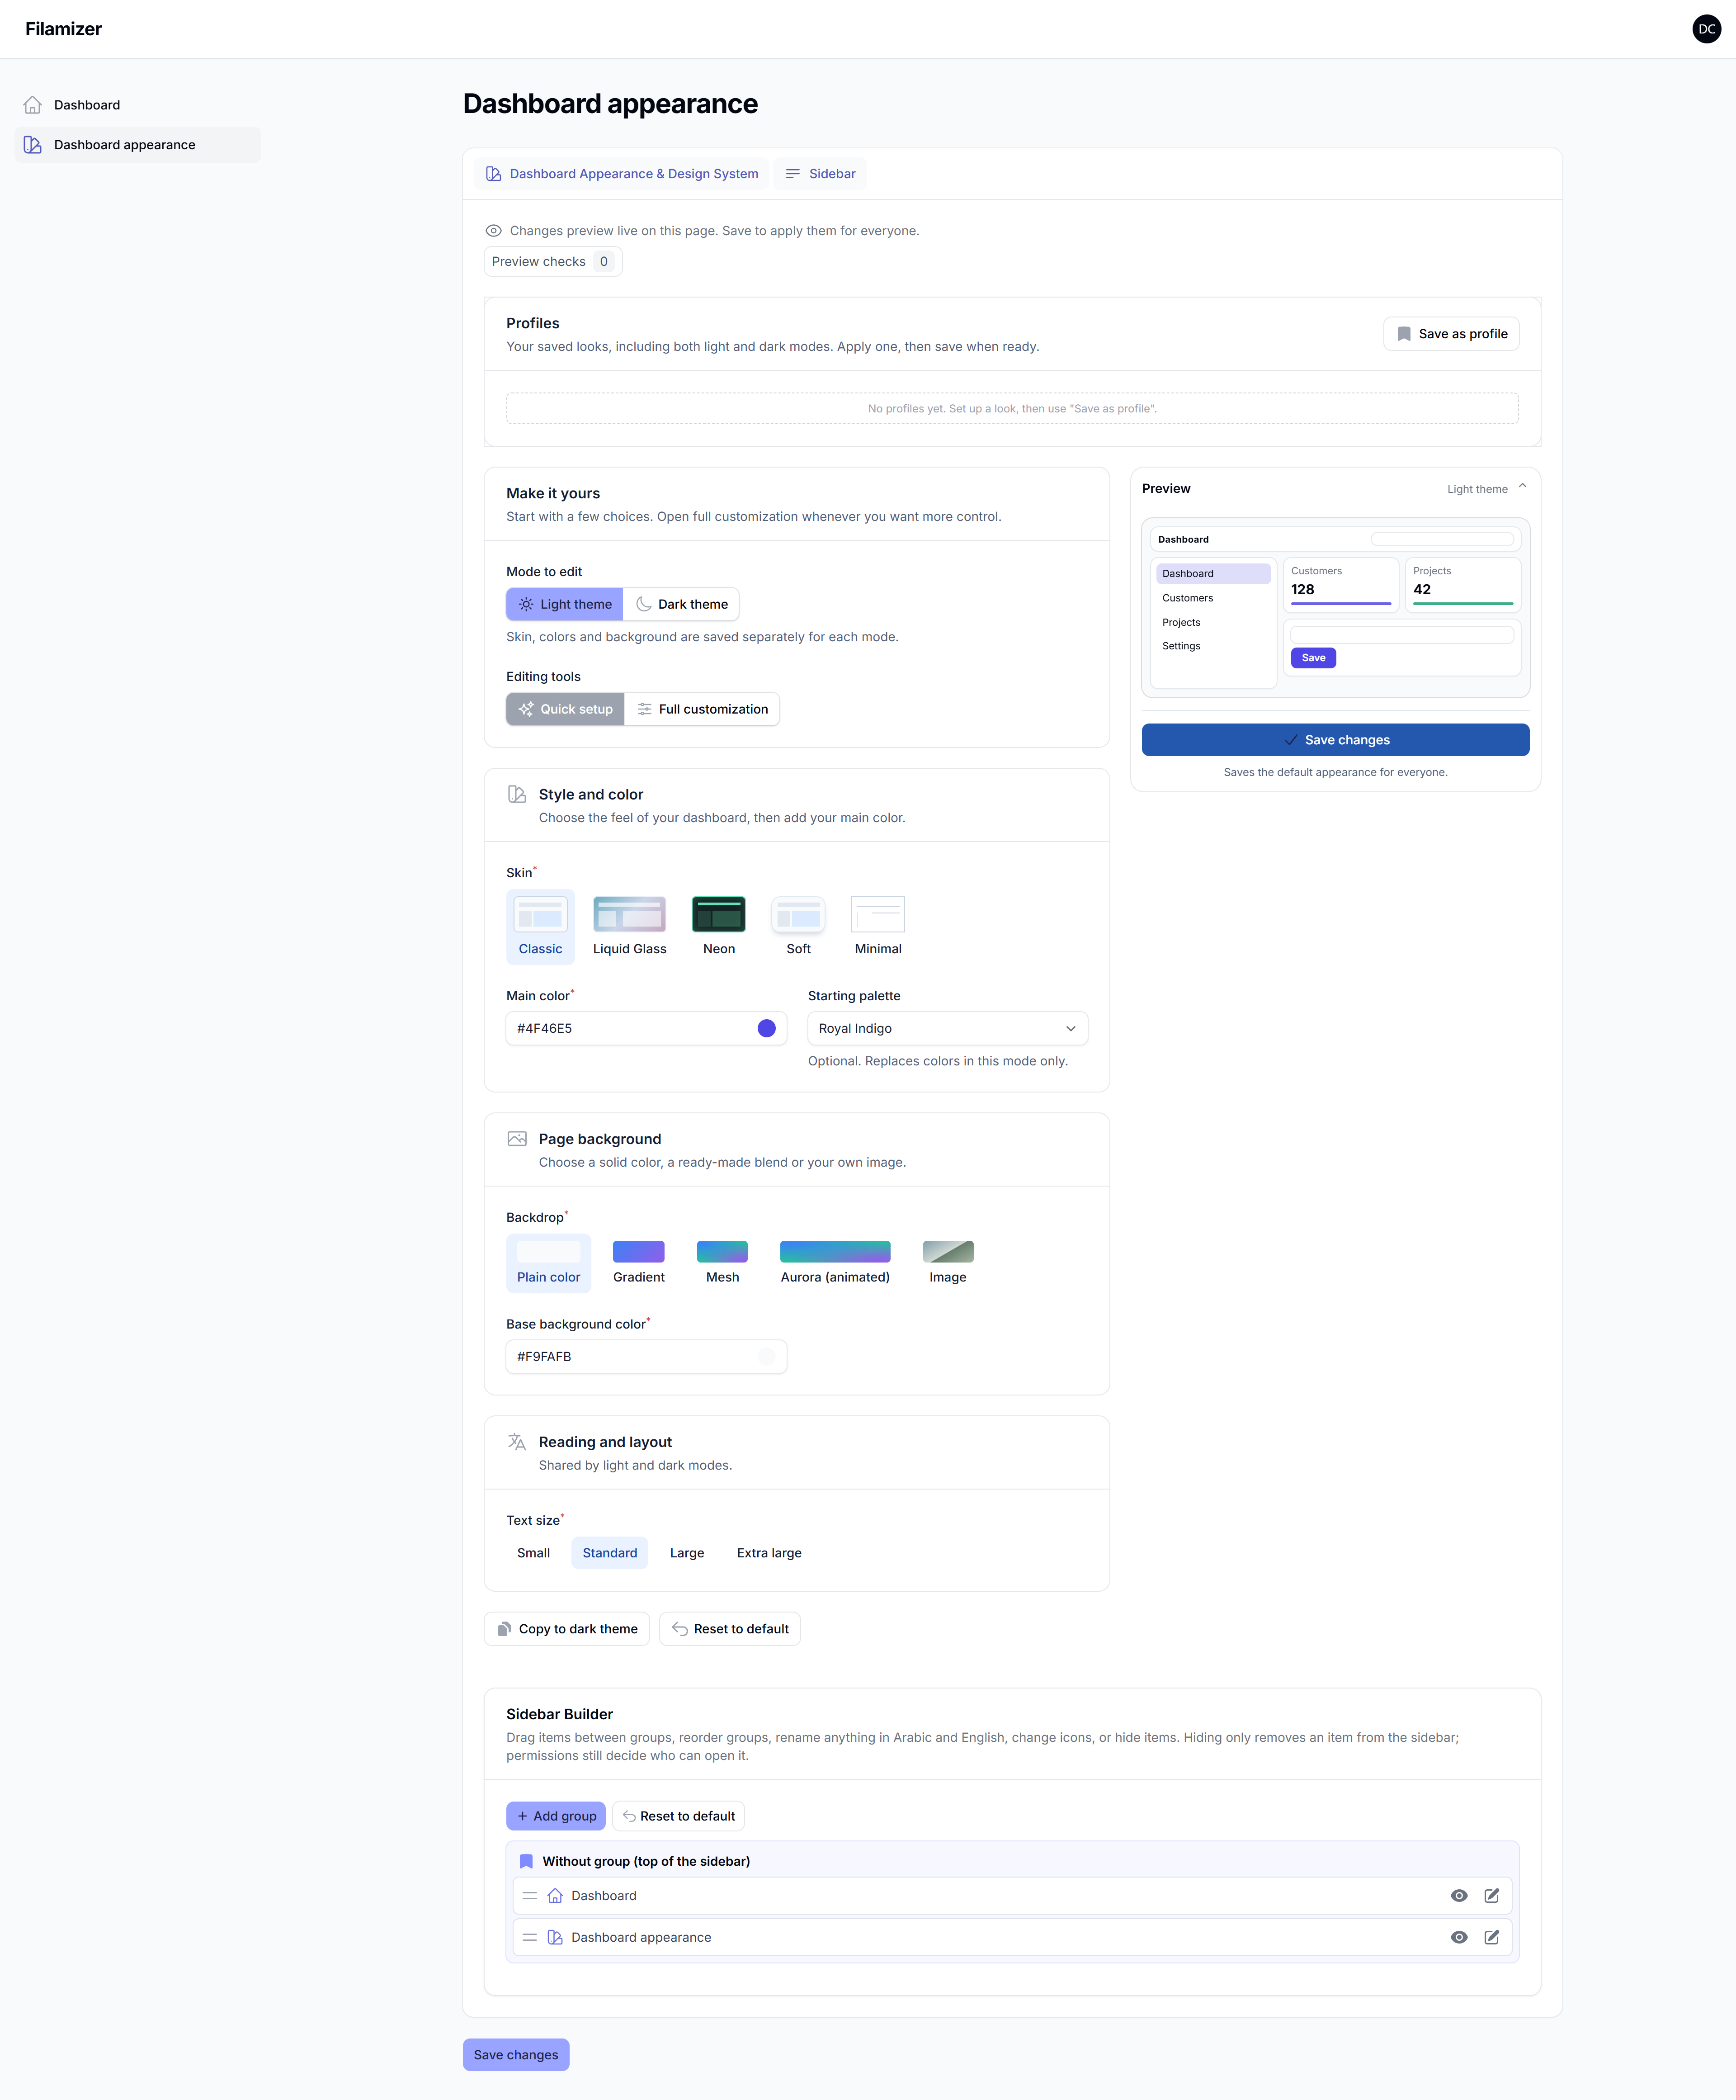 Filamizer
DC
Dashboard
Dashboard appearance
Dashboard appearance
Dashboard Appearance & Design System
Sidebar
Changes preview live on this page. Save to apply them for everyone.
Preview checks 0
Profiles
Your saved looks, including both light and dark modes. Apply one, then save when ready.
Save as profile
No profiles yet. Set up a look, then use "Save as profile".
Make it yours
Start with a few choices. Open full customization whenever you want more control.
Mode to edit
Light theme
Dark theme
Skin, colors and background are saved separately for each mode.
Editing tools
Quick setup
Full customization
Preview
Light theme
Dashboard
Dashboard
Customers
Projects
Settings
Customers
128
Projects
42
Save
Save changes
Saves the default appearance for everyone.
Style and color
Choose the feel of your dashboard, then add your main color.
Skin*
Classic
Liquid Glass
Neon
Soft
Minimal
Main color*
#4F46E5
Starting palette
Royal Indigo
Optional. Replaces colors in this mode only.
Page background
Choose a solid color, a ready-made blend or your own image.
Backdrop*
Plain color
Gradient
Mesh
Aurora (animated)
Image
Base background color*
#F9FAFB
Reading and layout
Shared by light and dark modes.
Text size*
Small
Standard
Large
Extra large
Copy to dark theme
Reset to default
Sidebar Builder
Drag items between groups, reorder groups, rename anything in Arabic and English, change icons, or hide items. Hiding only removes an item from the sidebar;
permissions still decide who can open it.
+ Add group
Reset to default
Without group (top of the sidebar)
Dashboard
Dashboard appearance
Save changes